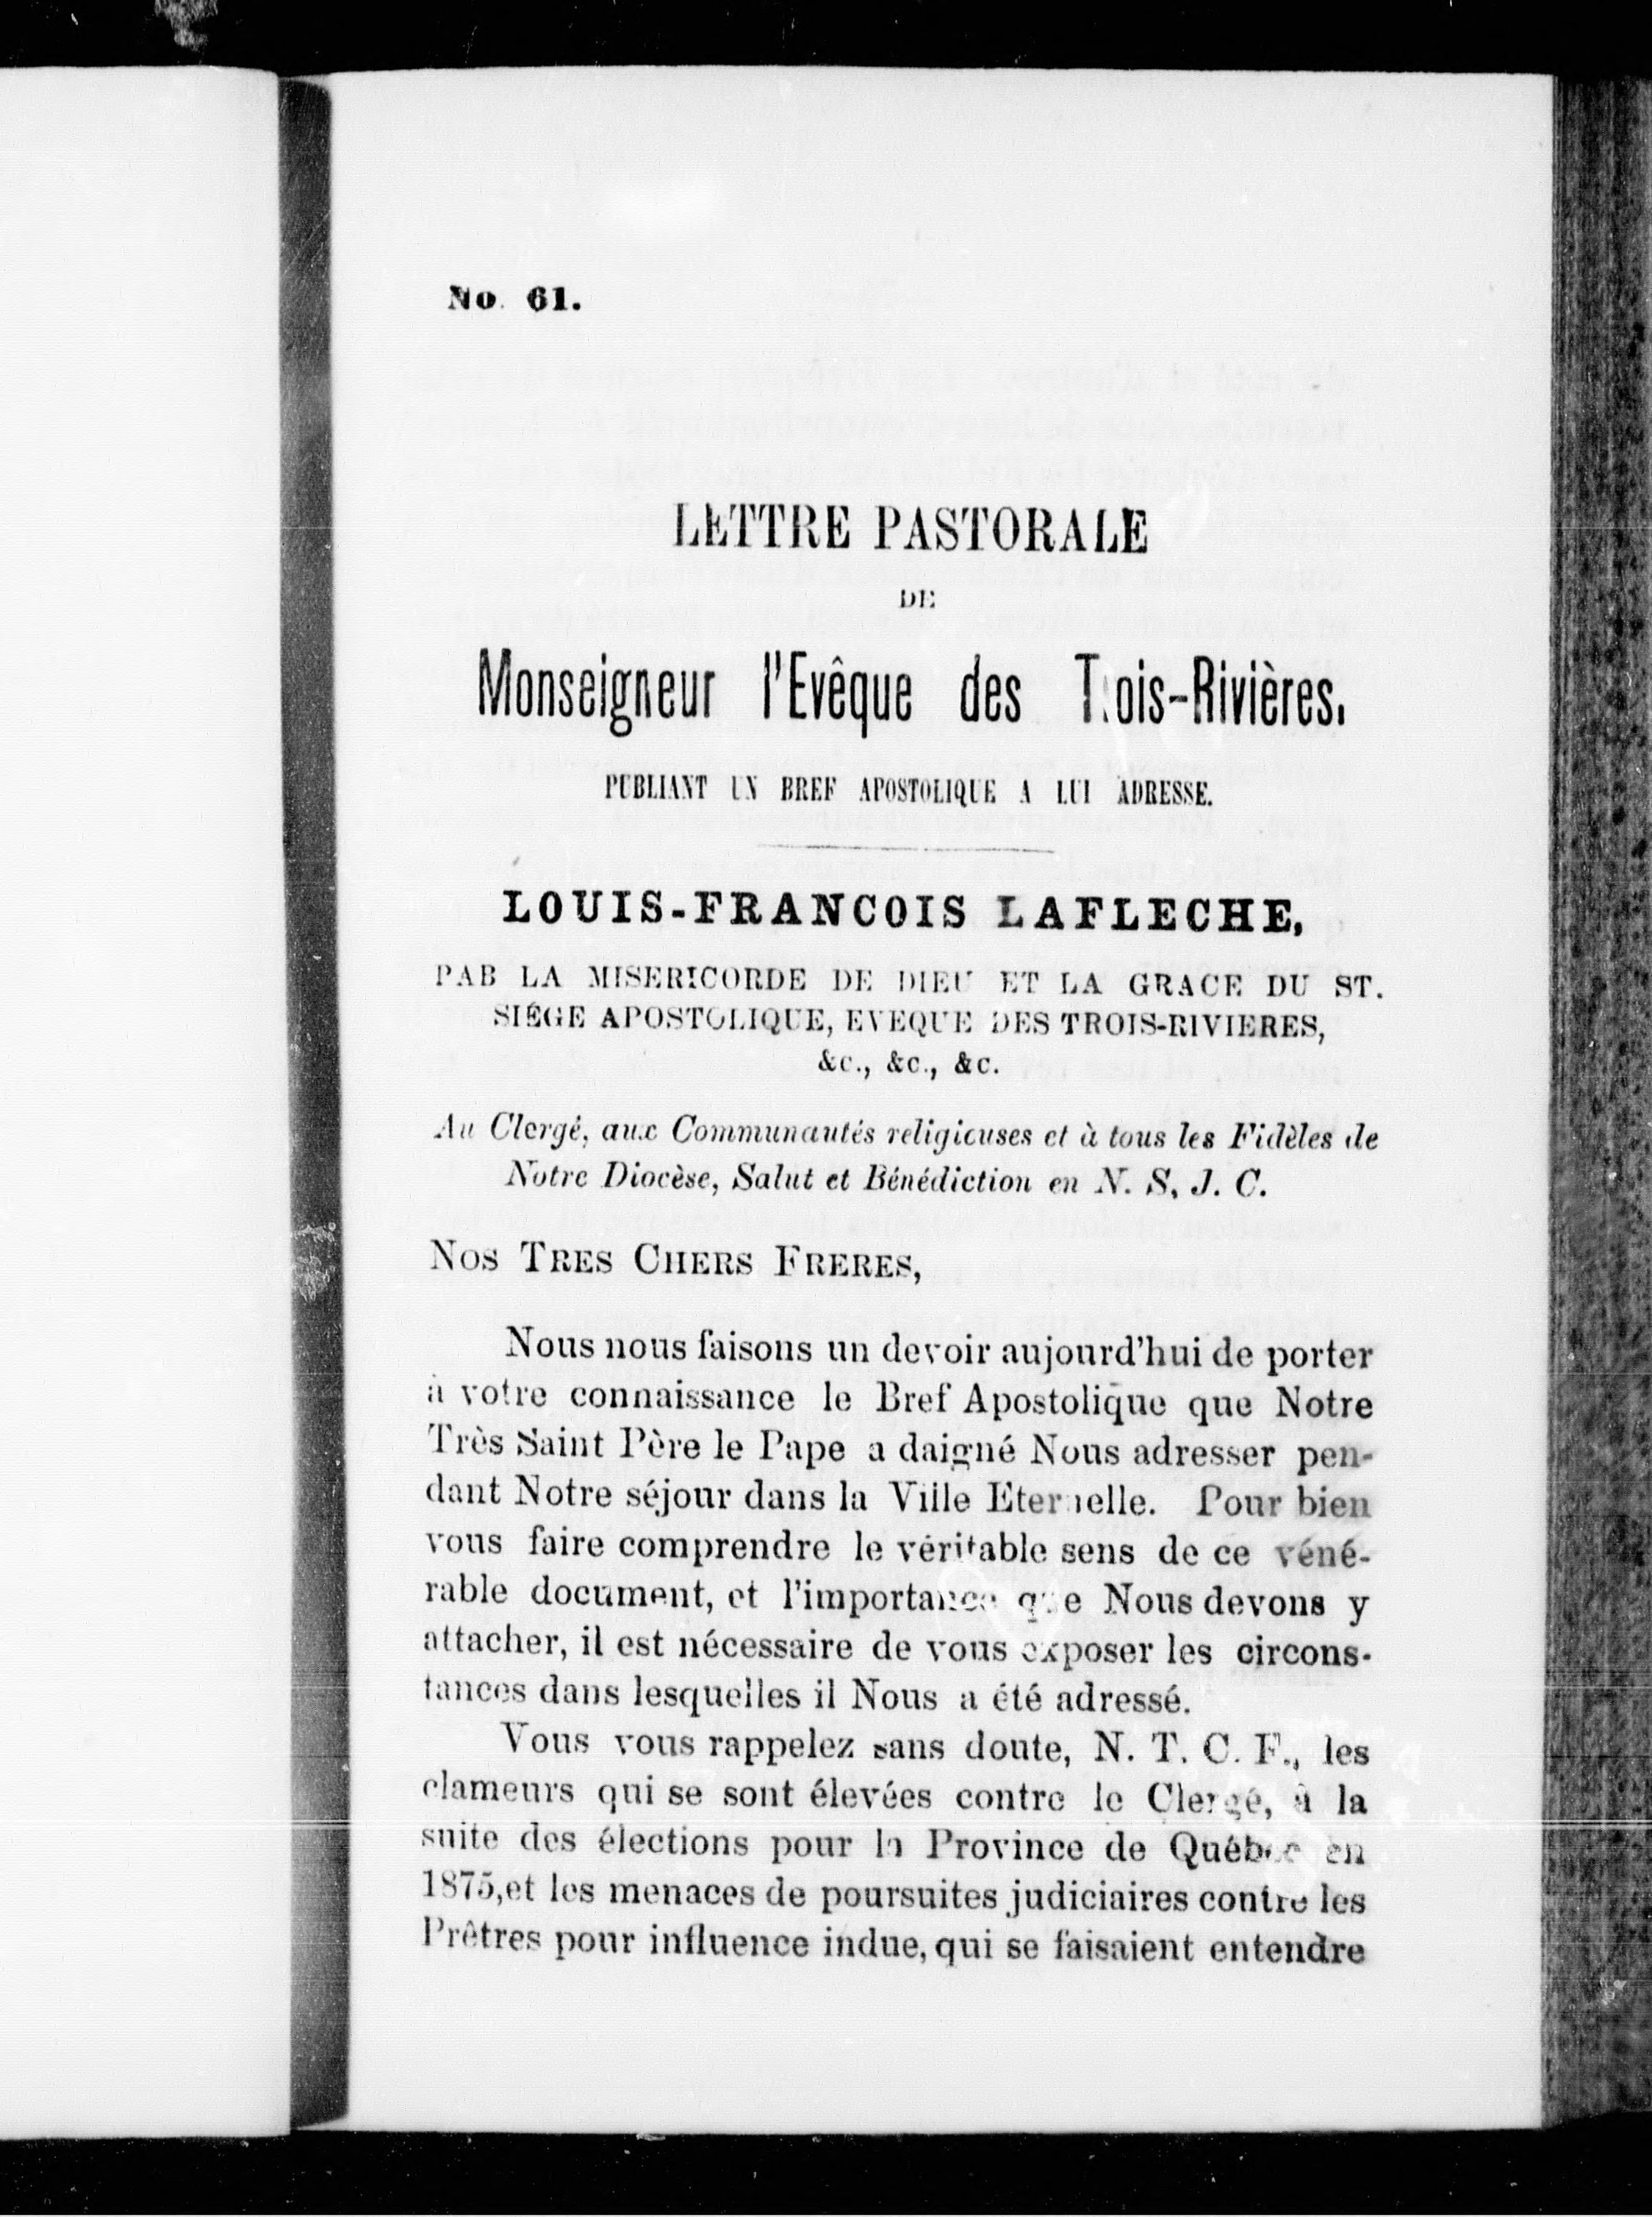 No. 61.
LETTRE PASTORALE
DE
Monseigneur l'Evêque des Trois-Rivières.
PUBLIANT UN BREF APOSTOLIQUE A LUI ADRESSE.
LOUIS-FRANCOIS LAFLECHE,
PAR LA MISERICORDE DE DIEU ET LA GRACE DU ST.
SIÉGE APOSTOLIQUE, EVEQUE DES TROIS-RIVIERES,
&c., &c., &c.
Au Clergé, aux Communautés religieuses et à tous les Fidèles de
Notre Diocèse, Salut et Bénédiction en N. S, J. C.
NOS TRES CHERS FRERES,
Nous nous faisons un devoir aujourd'hui de porter
à votre connaissance le Bref Apostolique que Notre
Très Saint Père le Pape a daigné Nous adresser pen-
dant Notre séjour dans la Ville Eternelle. Pour bien
vous faire comprendre le véritable sens de ce véné-
rable document, et l'importance que Nous devons y
attacher, il est nécessaire de vous exposer les circons-
tances dans lesquelles il Nous a été adressé.
Vous vous rappelez sans doute, N. T. C. F., les
clameurs qui se sont élevées contre le Clergé, à la
suite des élections pour la Province de Québec en
1875,et les menaces de poursuites judiciaires contre les
Prêtres pour influence indue, qui se faisaient entendre